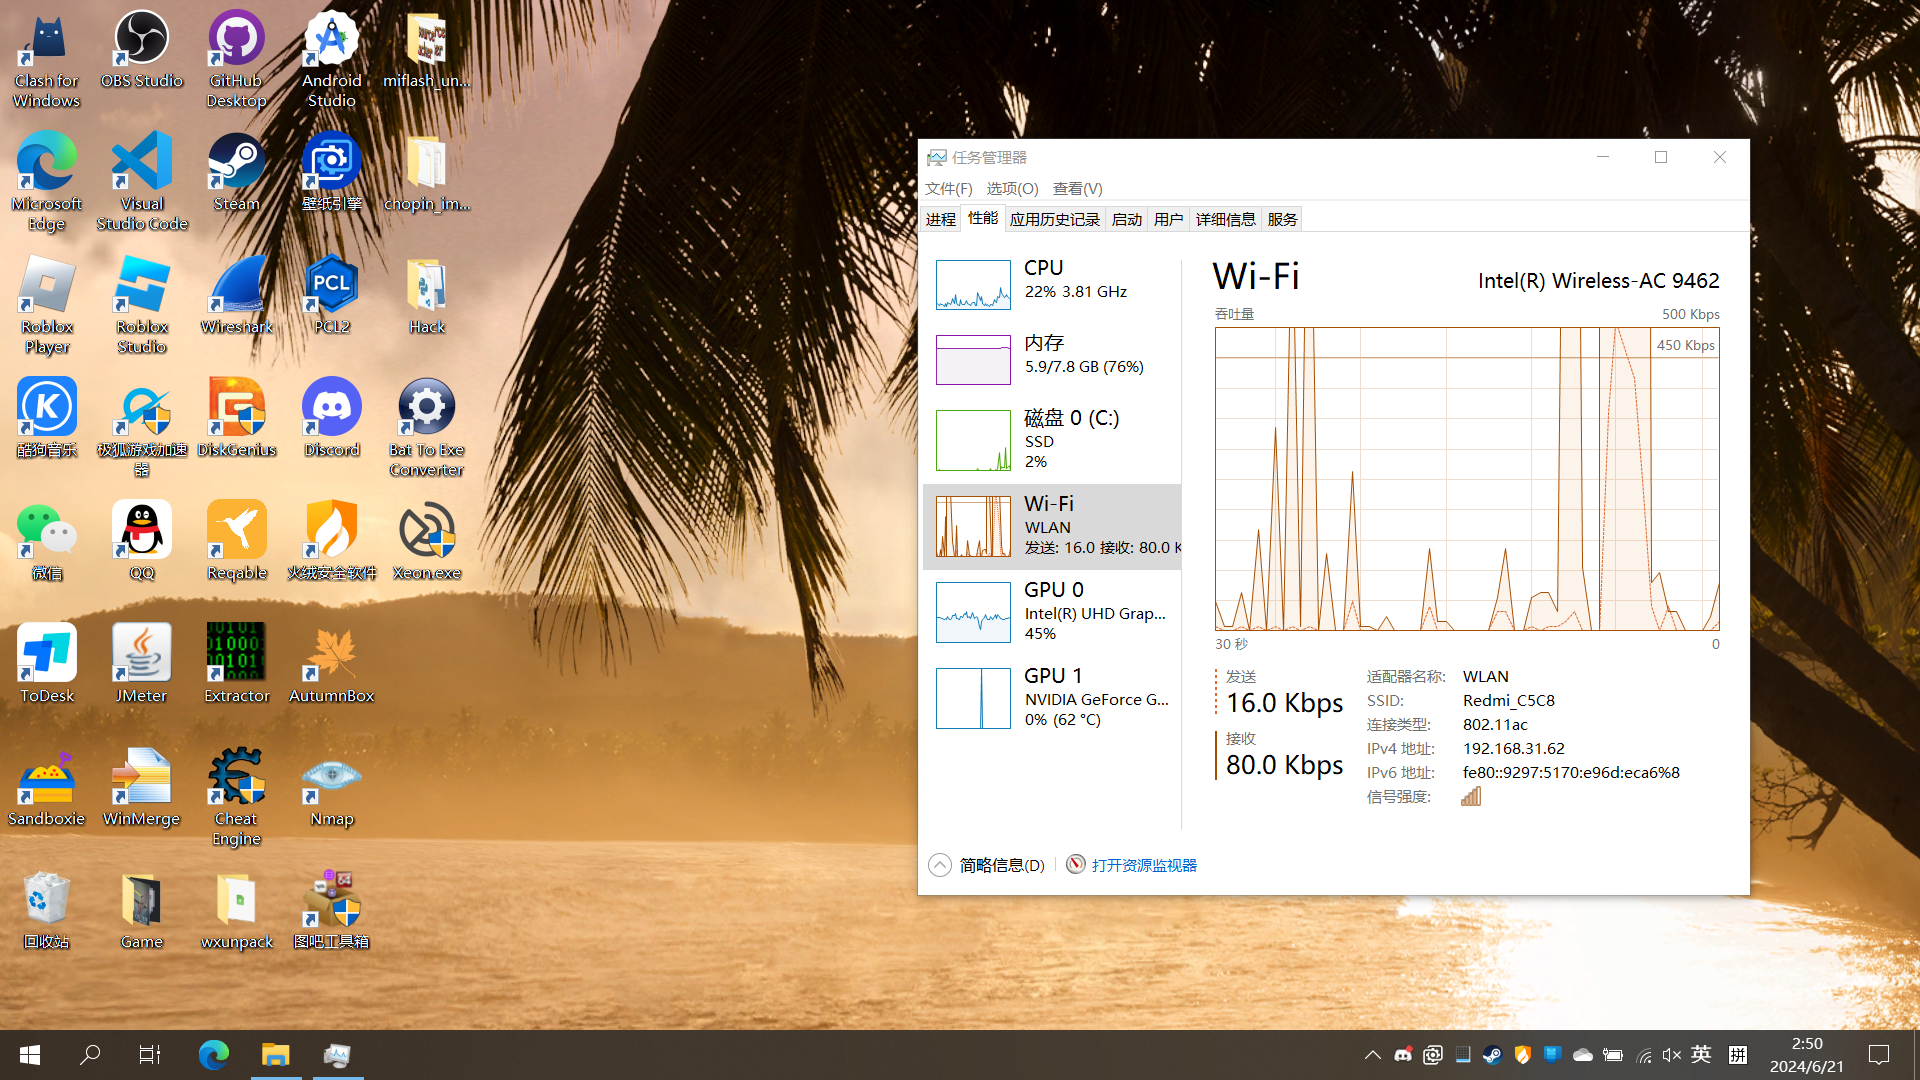 Clash for
Windows
OBS Studio
GitHub
Desktop
Android
Studio
miflash_un...
Microsoft
Edge
Visual
Studio Code
Steam
壁纸引擎
chopin_im...
Roblox
Player
Roblox
Studio
Wireshark
PCL
PCL2
Hack
酷狗音乐
极狐游戏加速
器
DiskGenius
Discord
Bat To Exe
Converter
微信
QQ
Reqable
火绒安全软件
Xeon.exe
ToDesk
JMeter
Extractor
AutumnBox
Sandboxie
WinMerge
Cheat
Engine
Nmap
回收站
Game
wxunpack
图吧工具箱
任务管理器
文件(F) 选项(O) 查看(V)
进程 性能 应用历史记录 启动 用户 详细信息 服务
CPU
22% 3.81 GHz
内存
5.9/7.8 GB (76%)
磁盘 0 (C:)
SSD
2%
Wi-Fi
WLAN
发送: 16.0 接收: 80.0 K
GPU 0
Intel(R) UHD Grap...
45%
GPU 1
NVIDIA GeForce G...
0% (62 °C)
Wi-Fi
Intel(R) Wireless-AC 9462
吞吐量
500 Kbps
450 Kbps
30 秒
0
发送
16.0 Kbps
接收
80.0 Kbps
适配器名称: WLAN
SSID: Redmi_C5C8
连接类型: 802.11ac
IPv4 地址: 192.168.31.62
IPv6 地址: fe80::9297:5170:e96d:eca6%8
信号强度:
简略信息(D)
打开资源监视器
英
拼
2:50
2024/6/21